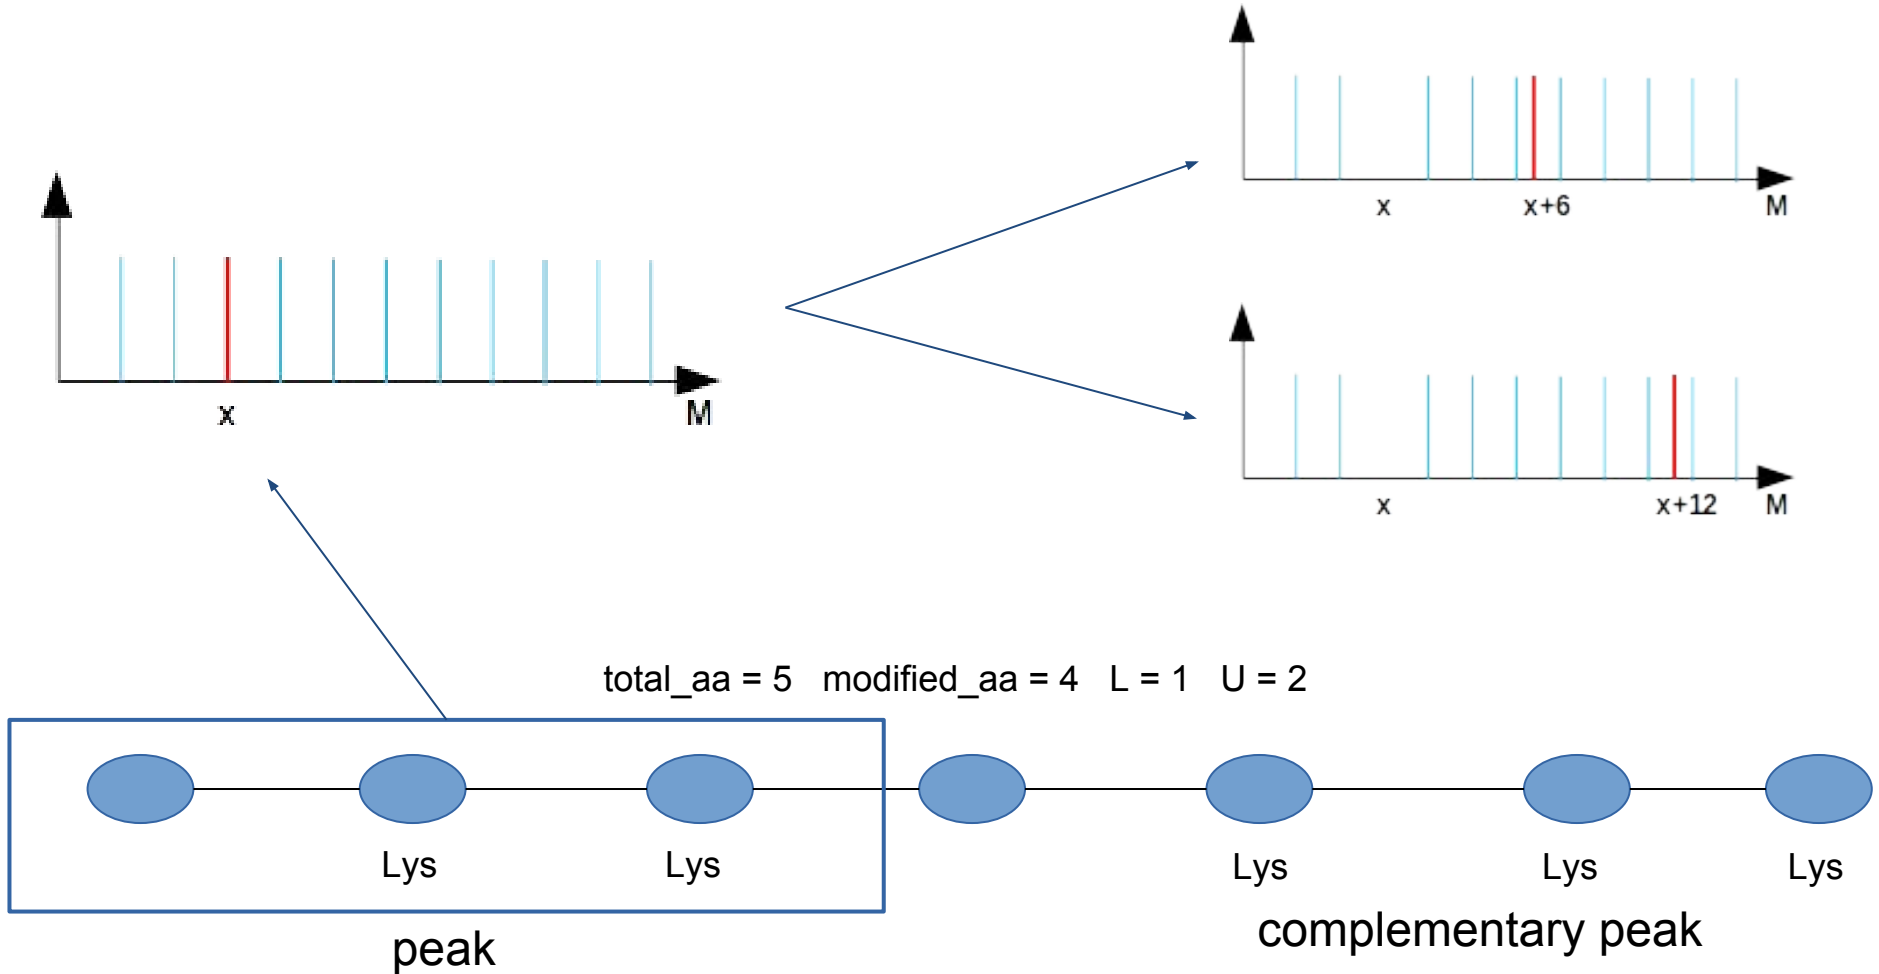 x x+6 M
x M
x x+12 M
total_aa = 5 modified_aa = 4 L = 1 U = 2
Lys Lys Lys Lys Lys
peak
complementary peak